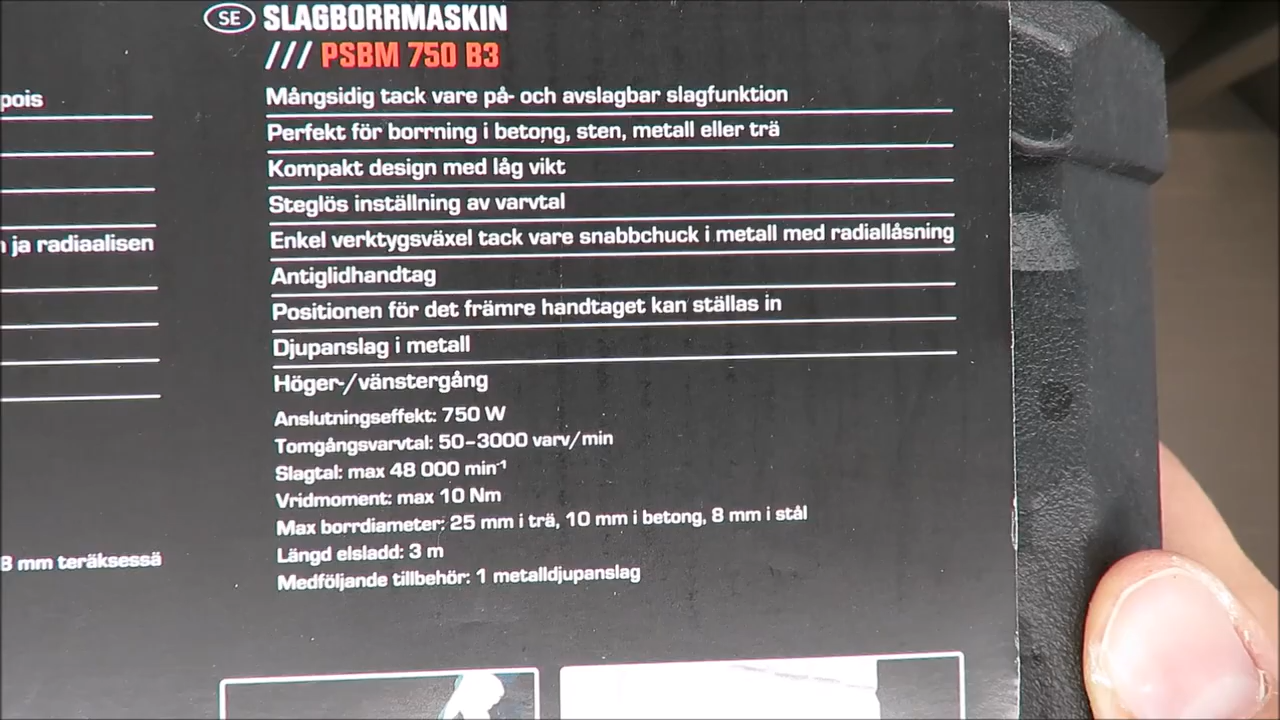 pois
n ja radiaalisen
8 mm teräksessä
SE SLAGBORRMASKIN
/// PSBM 750 B3
Mångsidig tack vare på- och avslagbar slagfunktion
Perfekt för borrning i betong, sten, metall eller trä
Kompakt design med låg vikt
Steglös inställning av varvtal
Enkel verktygsväxel tack vare snabbchuck i metall med radiallåsning
Antiglidhandtag
Positionen för det främre handtaget kan ställas in
Djupanslag i metall
Höger-/vänstergång
Anslutningseffekt: 750 W
Tomgångsvarvtal: 50–3000 varv/min
Slagtal: max 48 000 min⁻¹
Vridmoment: max 10 Nm
Max borrdiameter: 25 mm i trä, 10 mm i betong, 8 mm i stål
Längd elsladd: 3 m
Medföljande tillbehör: 1 metalldjupanslag